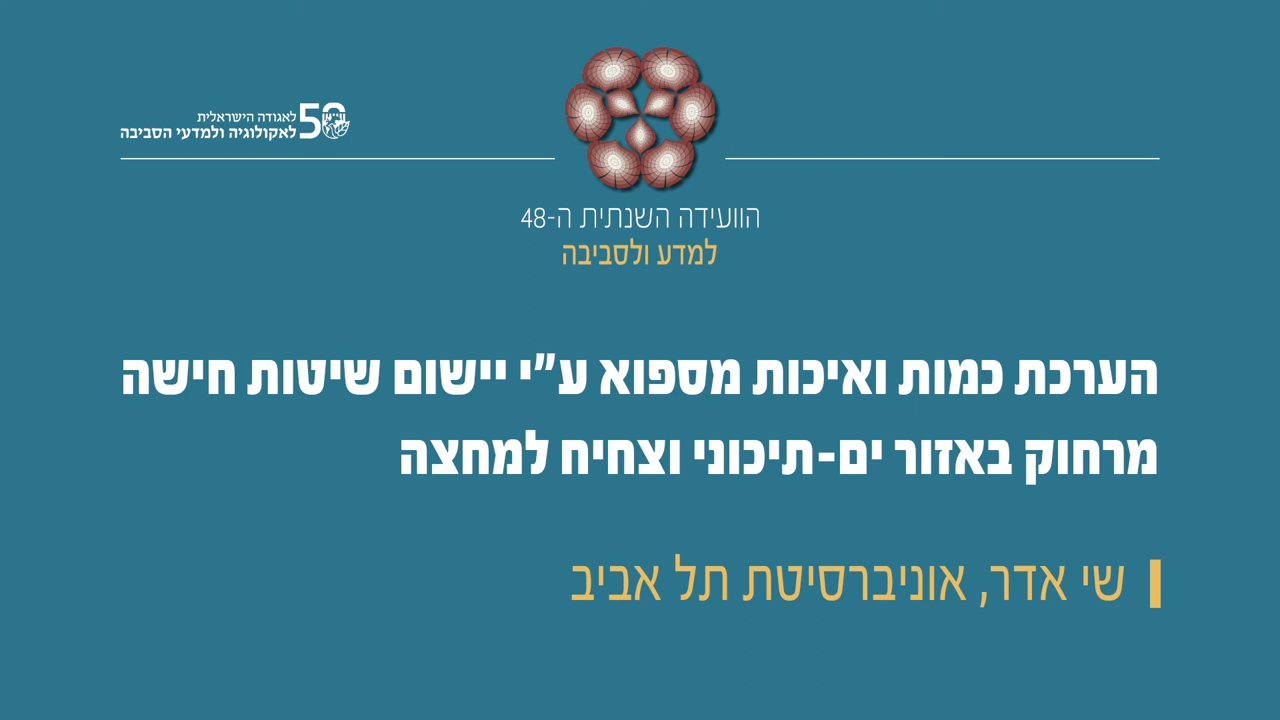 50
לאגודה הישראלית
לאקולוגיה ולמדעי הסביבה
הוועידה השנתית ה-48
למדע ולסביבה
הערכת כמות ואיכות מספוא ע"י יישום שיטות חישה
מרחוק באזור ים-תיכוני וצחיח למחצה
שי אדר, אוניברסיטת תל אביב